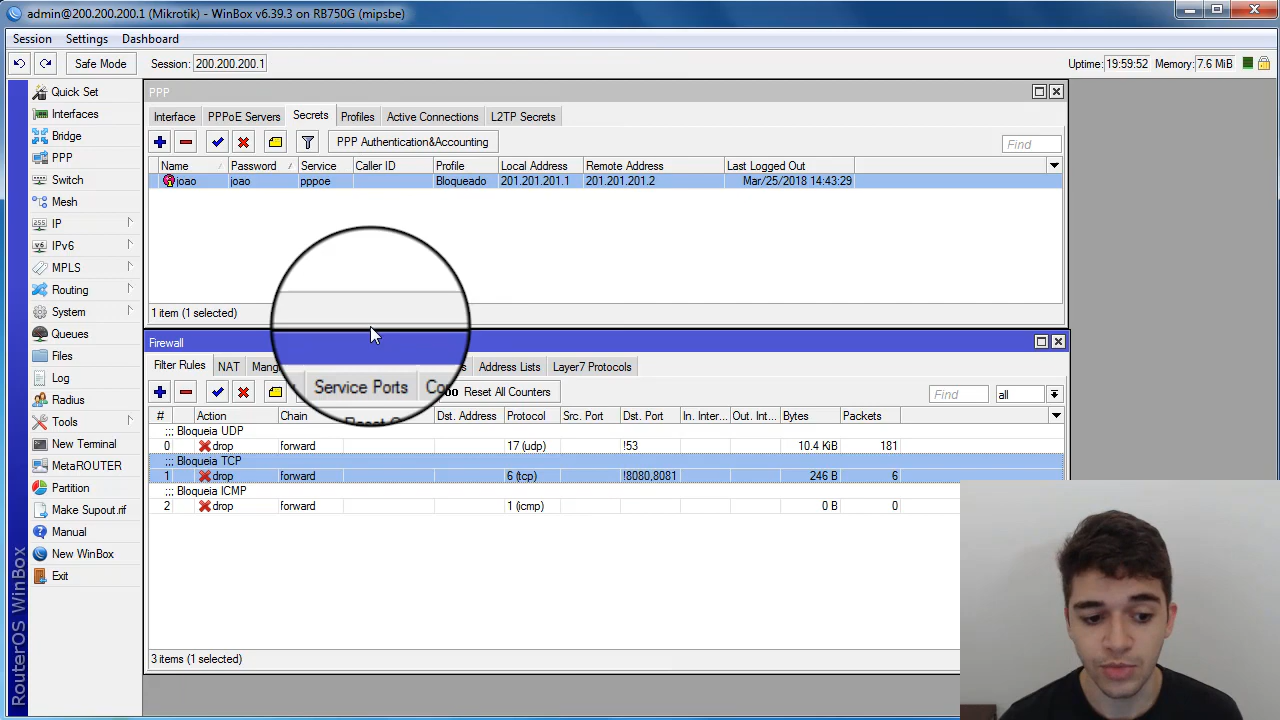 admin@200.200.200.1 (Mikrotik) - WinBox v6.39.3 on RB750G (mipsbe)
Session Settings Dashboard
Safe Mode Session: 200.200.200.1 Uptime: 19:59:52 Memory: 7.6 MiB
Quick Set
Interfaces
Bridge
PPP
Switch
Mesh
IP
IPv6
MPLS
Routing
System
Queues
Files
Log
Radius
Tools
New Terminal
MetaROUTER
Partition
Make Supout.rif
Manual
New WinBox
Exit
RouterOS WinBox
PPP
Interface PPPoE Servers Secrets Profiles Active Connections L2TP Secrets
PPP Authentication&Accounting Find
Name Password Service Caller ID Profile Local Address Remote Address Last Logged Out
joao joao pppoe Bloqueado 201.201.201.1 201.201.201.2 Mar/25/2018 14:43:29
1 item (1 selected)
Firewall
Filter Rules NAT Mang Service Ports Address Lists Layer7 Protocols
Reset All Counters Find all
# Action Chain Dst. Address Protocol Src. Port Dst. Port In. Inter... Out. Int... Bytes Packets
;;; Bloqueia UDP
0 drop forward 17 (udp) !53 10.4 KiB 181
;;; Bloqueia TCP
1 drop forward 6 (tcp) !8080,8081 246 B 6
;;; Bloqueia ICMP
2 drop forward 1 (icmp) 0 B 0
3 items (1 selected)